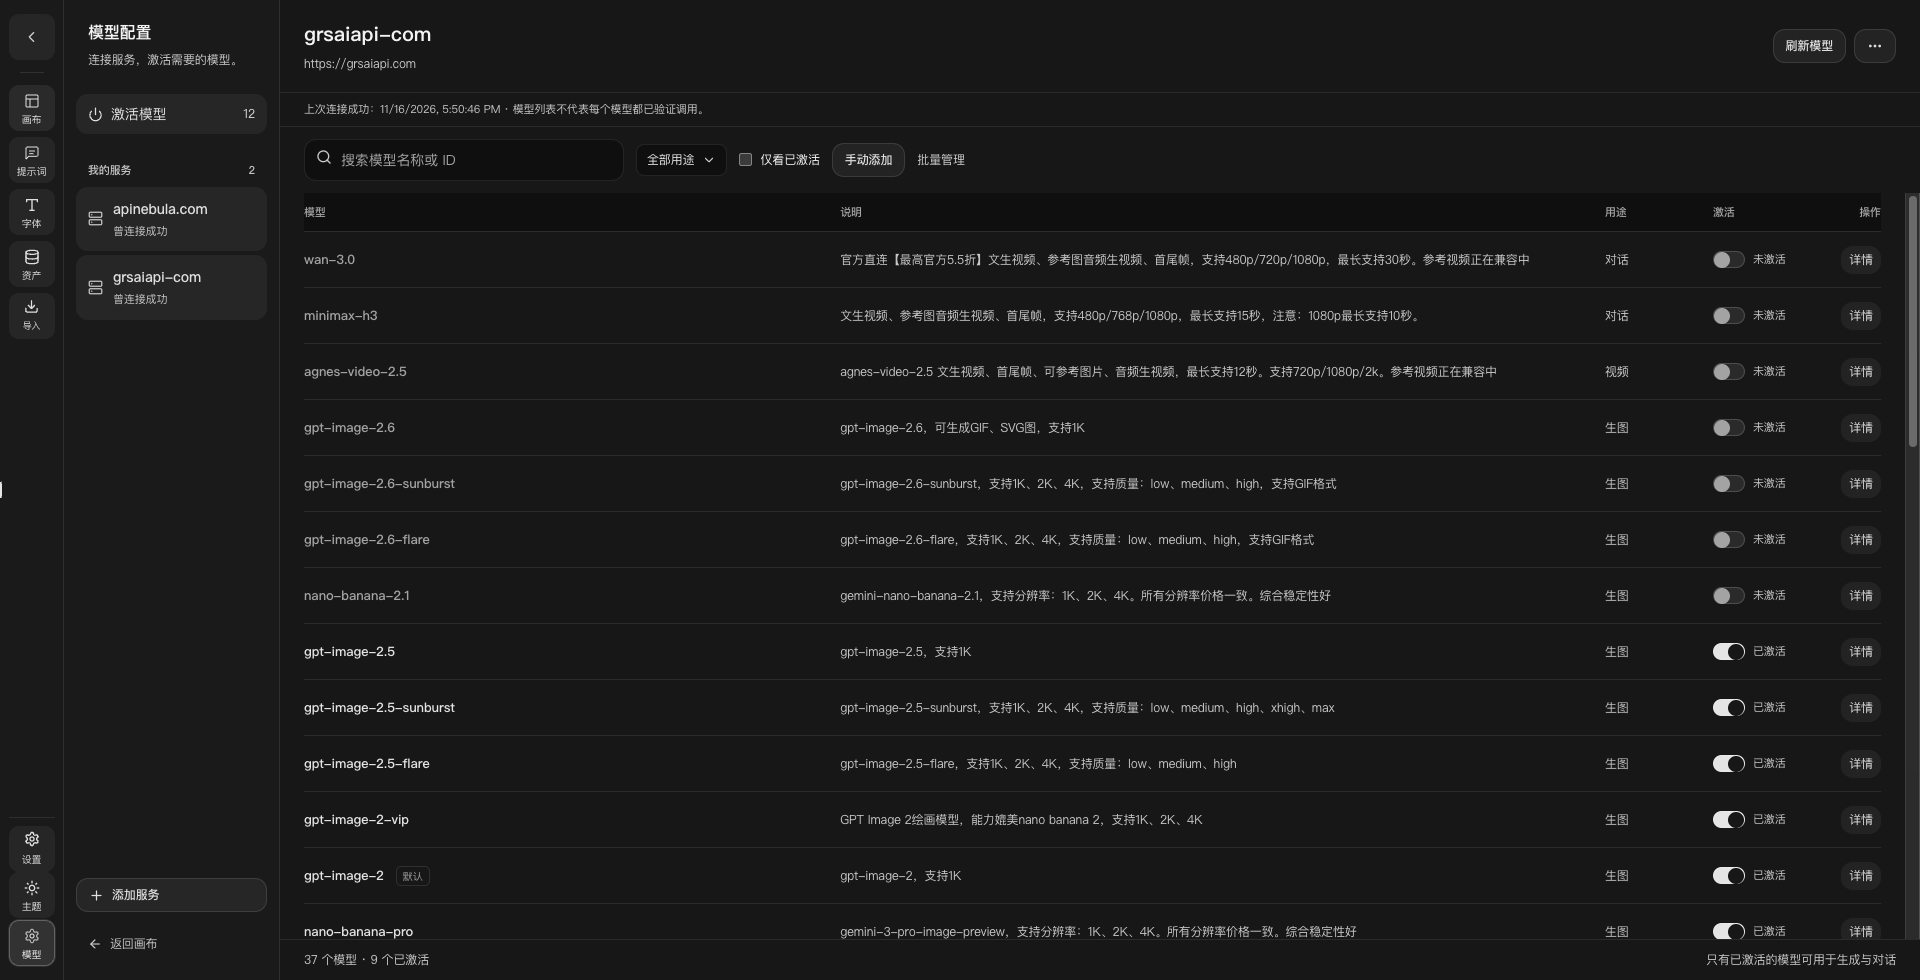 画布
提示词
字体
资产
导入
设置
主题
模型
模型配置
连接服务，激活需要的模型。
激活模型 12
我的服务 2
apinebula.com
曾连接成功
grsaiapi-com
曾连接成功
添加服务
返回画布
grsaiapi-com
https://grsaiapi.com
刷新模型
上次连接成功：11/16/2026, 5:50:46 PM · 模型列表不代表每个模型都已验证调用。
搜索模型名称或 ID 全部用途 仅看已激活 手动添加 批量管理
模型 说明 用途 激活 操作
wan-3.0 官方直连【最高官方5.5折】文生视频、参考图音频生视频、首尾帧，支持480p/720p/1080p，最长支持30秒。参考视频正在兼容中 对话 未激活 详情
minimax-h3 文生视频、参考图音频生视频、首尾帧，支持480p/768p/1080p，最长支持15秒，注意：1080p最长支持10秒。 对话 未激活 详情
agnes-video-2.5 agnes-video-2.5 文生视频、首尾帧、可参考图片、音频生视频，最长支持12秒。支持720p/1080p/2k。参考视频正在兼容中 视频 未激活 详情
gpt-image-2.6 gpt-image-2.6，可生成GIF、SVG图，支持1K 生图 未激活 详情
gpt-image-2.6-sunburst gpt-image-2.6-sunburst，支持1K、2K、4K，支持质量：low、medium、high，支持GIF格式 生图 未激活 详情
gpt-image-2.6-flare gpt-image-2.6-flare，支持1K、2K、4K，支持质量：low、medium、high，支持GIF格式 生图 未激活 详情
nano-banana-2.1 gemini-nano-banana-2.1，支持分辨率：1K、2K、4K。所有分辨率价格一致。综合稳定性好 生图 未激活 详情
gpt-image-2.5 gpt-image-2.5，支持1K 生图 已激活 详情
gpt-image-2.5-sunburst gpt-image-2.5-sunburst，支持1K、2K、4K，支持质量：low、medium、high、xhigh、max 生图 已激活 详情
gpt-image-2.5-flare gpt-image-2.5-flare，支持1K、2K、4K，支持质量：low、medium、high 生图 已激活 详情
gpt-image-2-vip GPT Image 2绘画模型，能力媲美nano banana 2，支持1K、2K、4K 生图 已激活 详情
gpt-image-2 默认 gpt-image-2，支持1K 生图 已激活 详情
nano-banana-pro gemini-3-pro-image-preview，支持分辨率：1K、2K、4K。所有分辨率价格一致。综合稳定性好 生图 已激活 详情
37 个模型 · 9 个已激活 只有已激活的模型可用于生成与对话